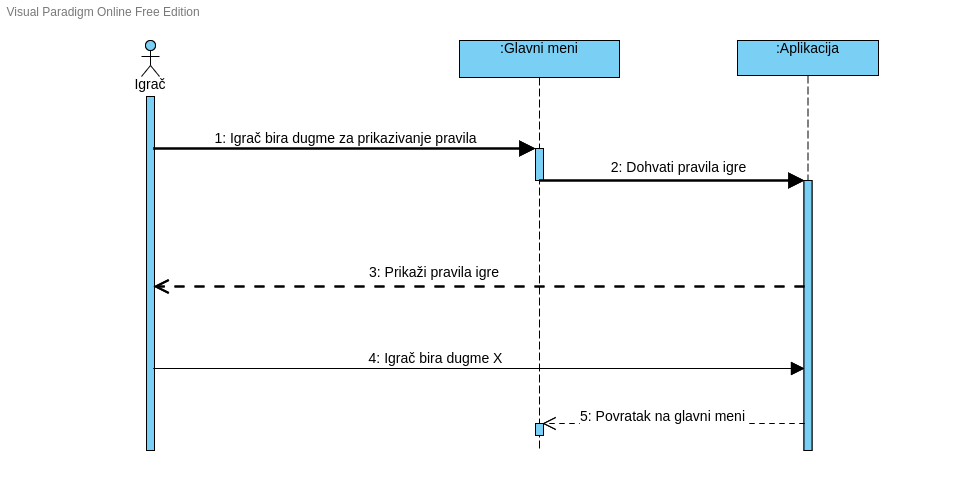 Visual Paradigm Online Free Edition
:Glavni meni
:Aplikacija
Igrač
1: Igrač bira dugme za prikazivanje pravila
2: Dohvati pravila igre
3: Prikaži pravila igre
4: Igrač bira dugme X
5: Povratak na glavni meni